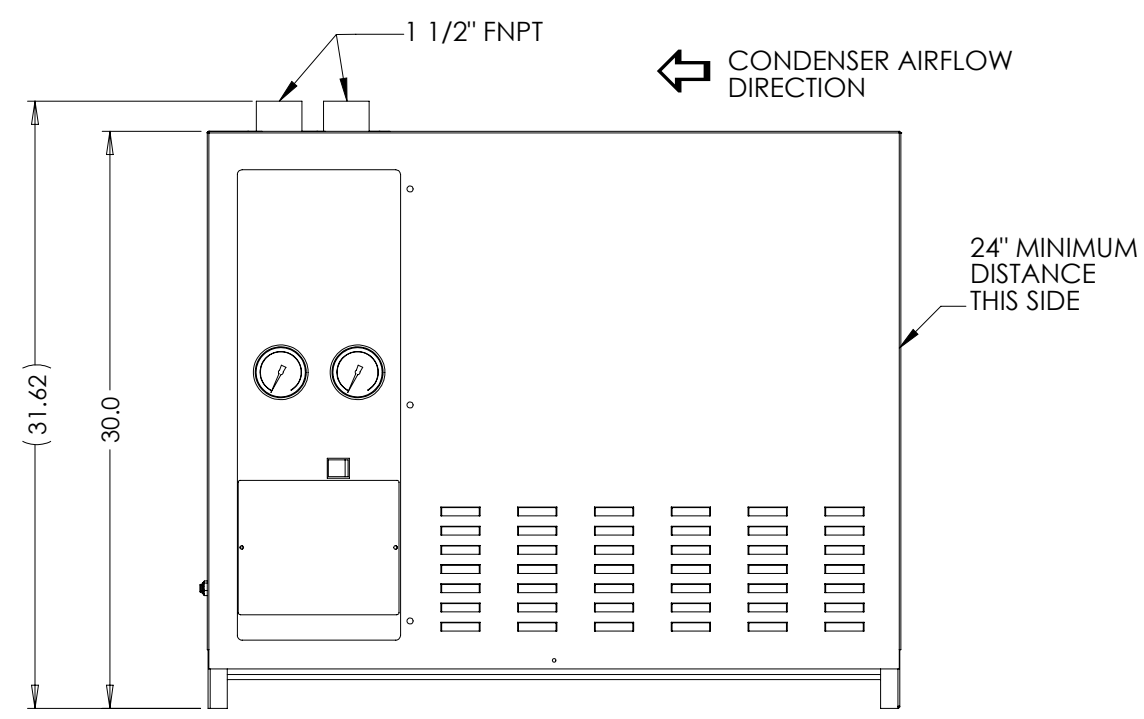 1 1/2" FNPT
CONDENSER AIRFLOW
DIRECTION
24" MINIMUM
DISTANCE
THIS SIDE
(31.62)
30.0